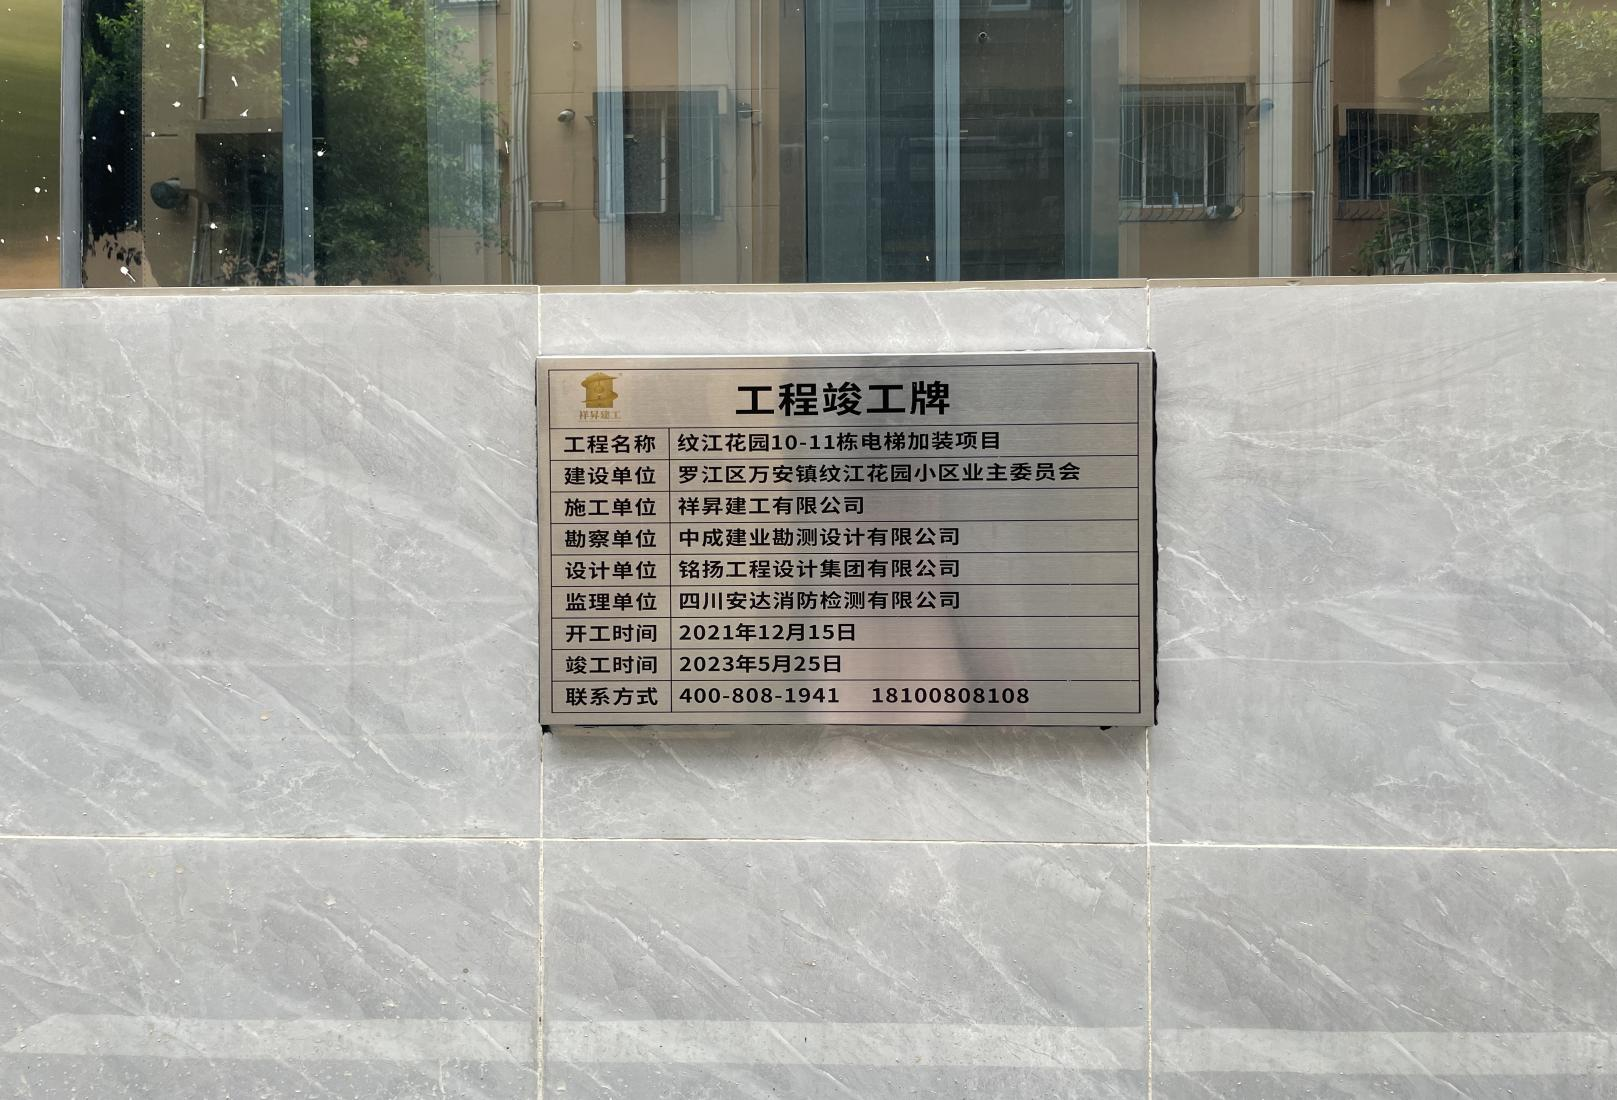 祥昇建工
工程竣工牌
工程名称 纹江花园10-11栋电梯加装项目
建设单位 罗江区万安镇纹江花园小区业主委员会
施工单位 祥昇建工有限公司
勘察单位 中成建业勘测设计有限公司
设计单位 铭扬工程设计集团有限公司
监理单位 四川安达消防检测有限公司
开工时间 2021年12月15日
竣工时间 2023年5月25日
联系方式 400-808-1941 18100808108